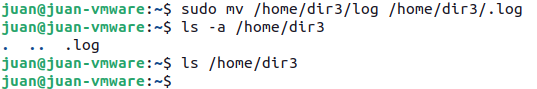 juan@juan-vmware:~$ sudo mv /home/dir3/log /home/dir3/.log
juan@juan-vmware:~$ ls -a /home/dir3
.  ..  .log
juan@juan-vmware:~$ ls /home/dir3
juan@juan-vmware:~$